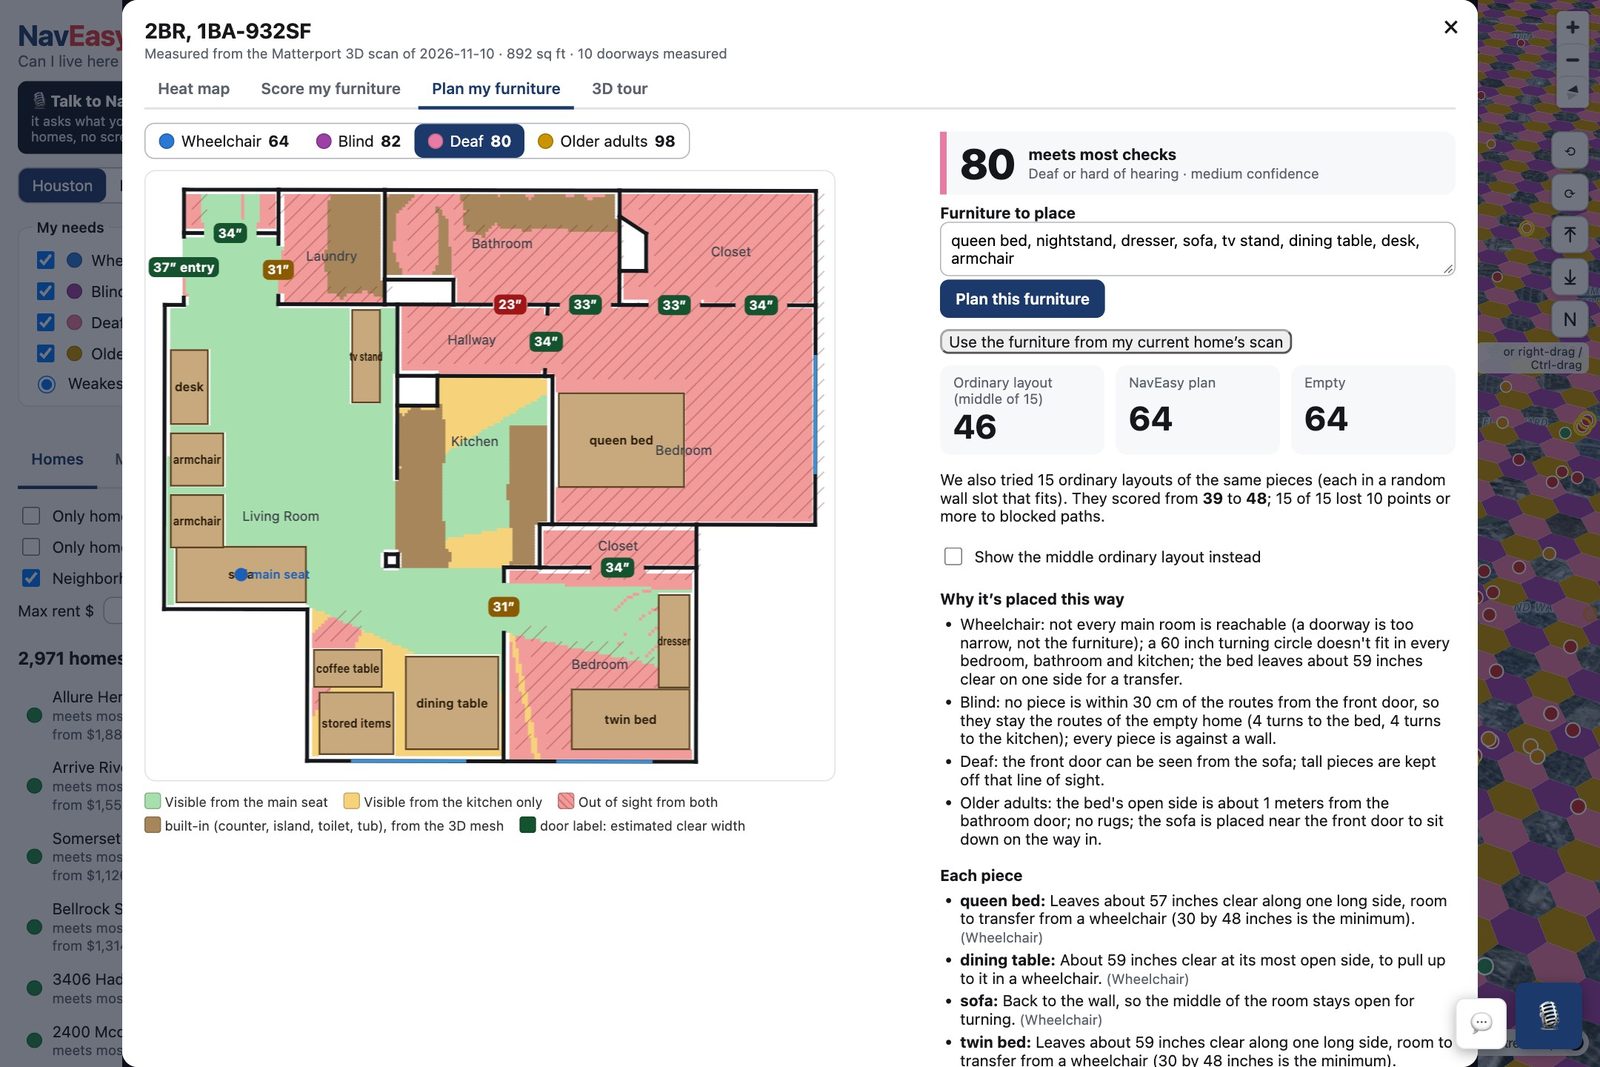 NavEasy
Can I live here
Talk to Na
it asks what yo
homes, no scre
Houston
My needs
Whe
Blind
Deaf
Olde
Weakes
Homes
Only hom
Only hom
Neighborh
Max rent $
2,971 homes
Allure Her
meets mos
from $1,88
Arrive Rive
meets mos
from $1,55
Somerset
meets mos
from $1,120
Bellrock S
meets mos
from $1,314
3406 Had
meets mos
2400 Mcc
meets mos
2BR, 1BA-932SF
Measured from the Matterport 3D scan of 2026-11-10 · 892 sq ft · 10 doorways measured
Heat map
Score my furniture
Plan my furniture
3D tour
Wheelchair 64
Blind 82
Deaf 80
Older adults 98
34”
37” entry
31”
Laundry
Bathroom
Closet
23”
33”
33”
34”
Hallway
34”
tv stand
desk
armchair
armchair
Living Room
Kitchen
queen bed
Bedroom
main seat
Closet
34”
31”
dresser
Bedroom
coffee table
dining table
stored items
twin bed
Visible from the main seat
Visible from the kitchen only
Out of sight from both
built-in (counter, island, toilet, tub), from the 3D mesh
door label: estimated clear width
80
meets most checks
Deaf or hard of hearing · medium confidence
Furniture to place
queen bed, nightstand, dresser, sofa, tv stand, dining table, desk,
armchair
Plan this furniture
Use the furniture from my current home’s scan
Ordinary layout
(middle of 15)
46
NavEasy plan
64
Empty
64
We also tried 15 ordinary layouts of the same pieces (each in a random
wall slot that fits). They scored from 39 to 48; 15 of 15 lost 10 points or
more to blocked paths.
Show the middle ordinary layout instead
Why it’s placed this way
• Wheelchair: not every main room is reachable (a doorway is too
narrow, not the furniture); a 60 inch turning circle doesn't fit in every
bedroom, bathroom and kitchen; the bed leaves about 59 inches
clear on one side for a transfer.
• Blind: no piece is within 30 cm of the routes from the front door, so
they stay the routes of the empty home (4 turns to the bed, 4 turns
to the kitchen); every piece is against a wall.
• Deaf: the front door can be seen from the sofa; tall pieces are kept
off that line of sight.
• Older adults: the bed's open side is about 1 meters from the
bathroom door; no rugs; the sofa is placed near the front door to sit
down on the way in.
Each piece
• queen bed: Leaves about 57 inches clear along one long side, room
to transfer from a wheelchair (30 by 48 inches is the minimum).
(Wheelchair)
• dining table: About 59 inches clear at its most open side, to pull up
to it in a wheelchair. (Wheelchair)
• sofa: Back to the wall, so the middle of the room stays open for
turning. (Wheelchair)
• twin bed: Leaves about 59 inches clear along one long side, room to
transfer from a wheelchair (30 by 48 inches is the minimum).
N
or right-drag /
Ctrl-drag